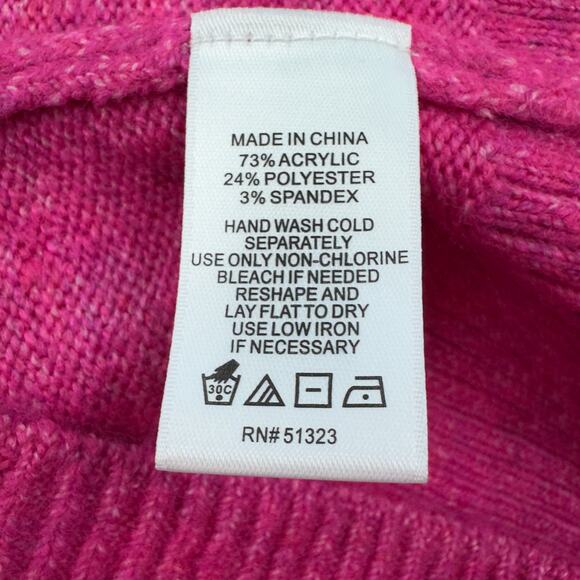 MADE IN CHINA
73% ACRYLIC
24% POLYESTER
3% SPANDEX
HAND WASH COLD
SEPARATELY
USE ONLY NON-CHLORINE
BLEACH IF NEEDED
RESHAPE AND
LAY FLAT TO DRY
USE LOW IRON
IF NECESSARY
30C
RN# 51323